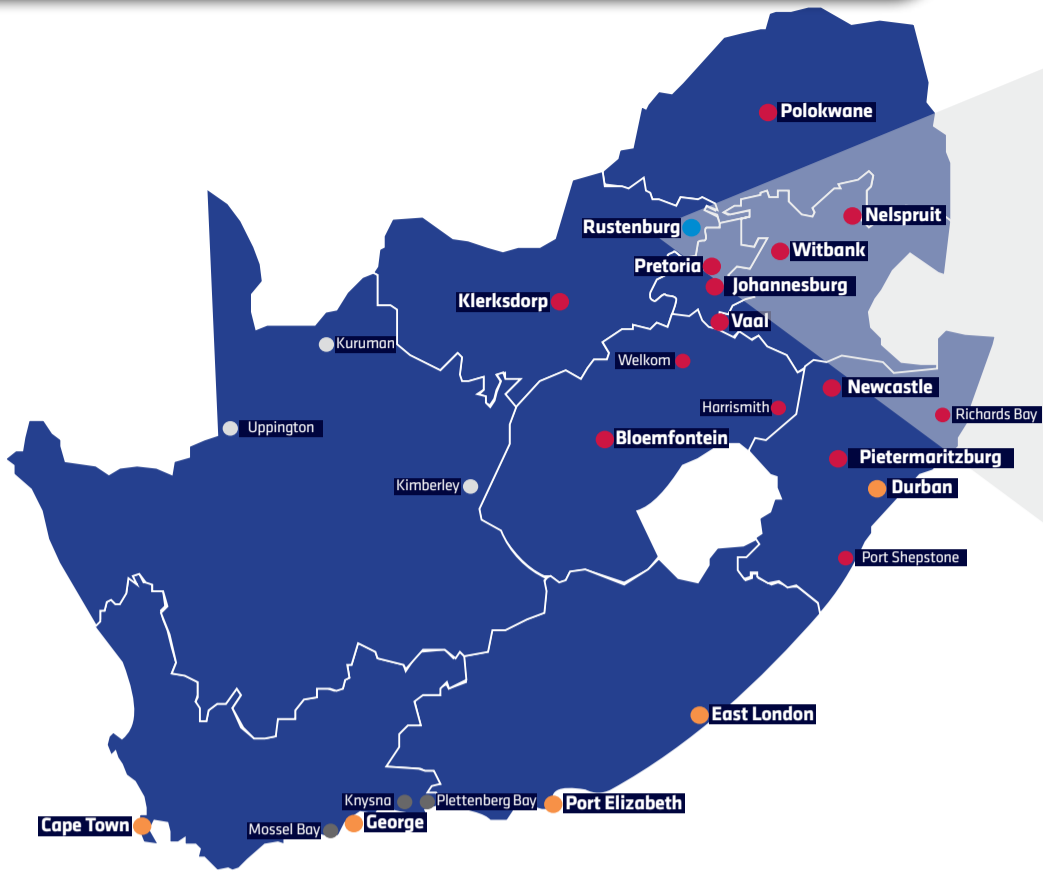 Polokwane
Nelspruit
Rustenburg
Witbank
Pretoria
Johannesburg
Klerksdorp
Vaal
Kuruman
Welkom
Newcastle
Harrismith
Richards Bay
Uppington
Bloemfontein
Pietermaritzburg
Kimberley
Durban
Port Shepstone
East London
Knysna
Plettenberg Bay
Port Elizabeth
George
Cape Town
Mossel Bay